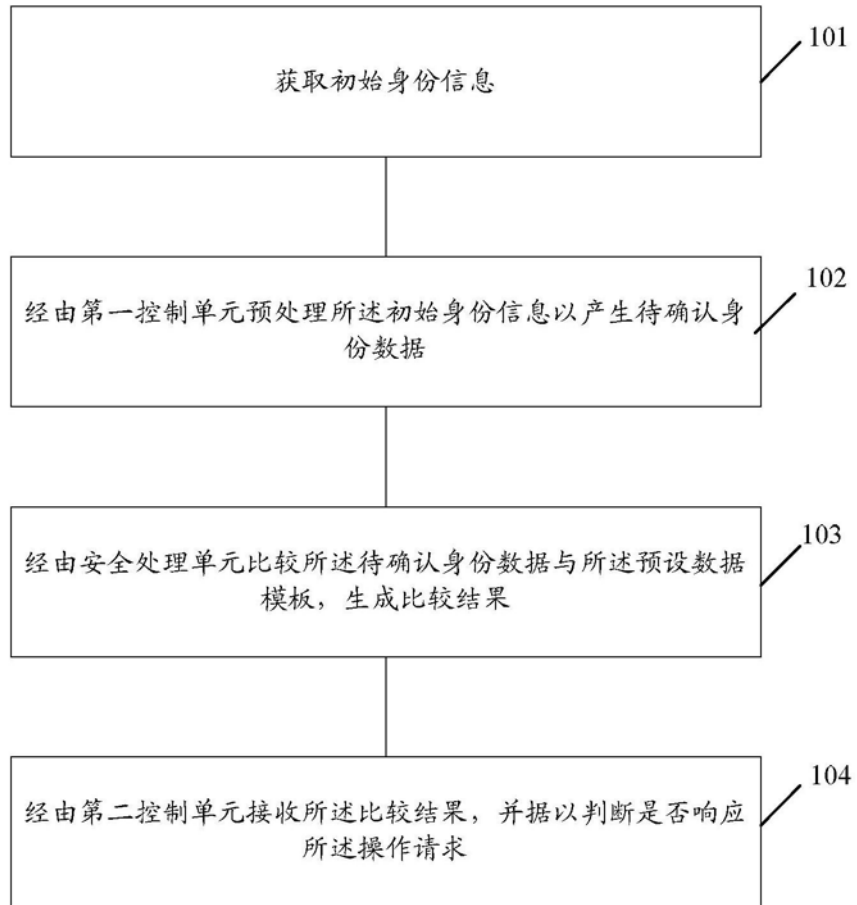 101
获取初始身份信息
102
经由第一控制单元预处理所述初始身份信息以产生待确认身
份数据
103
经由安全处理单元比较所述待确认身份数据与所述预设数据
模板，生成比较结果
104
经由第二控制单元接收所述比较结果，并据以判断是否响应
所述操作请求